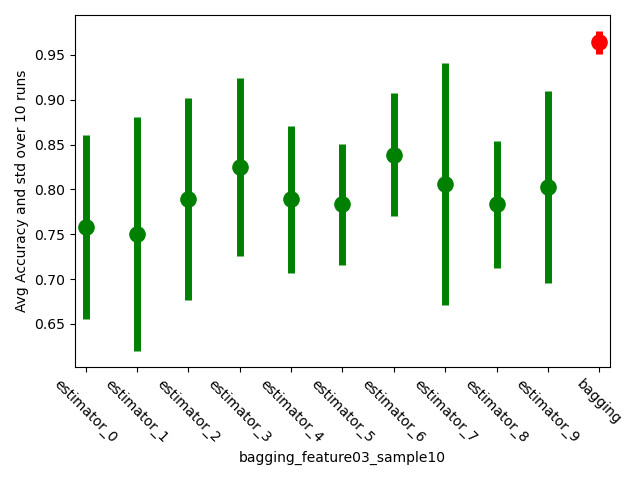 Avg Accuracy and std over 10 runs
0.95
0.90
0.85
0.80
0.75
0.70
0.65
estimator_0
estimator_1
estimator_2
estimator_3
estimator_4
estimator_5
estimator_6
estimator_7
estimator_8
estimator_9
bagging
bagging_feature03_sample10